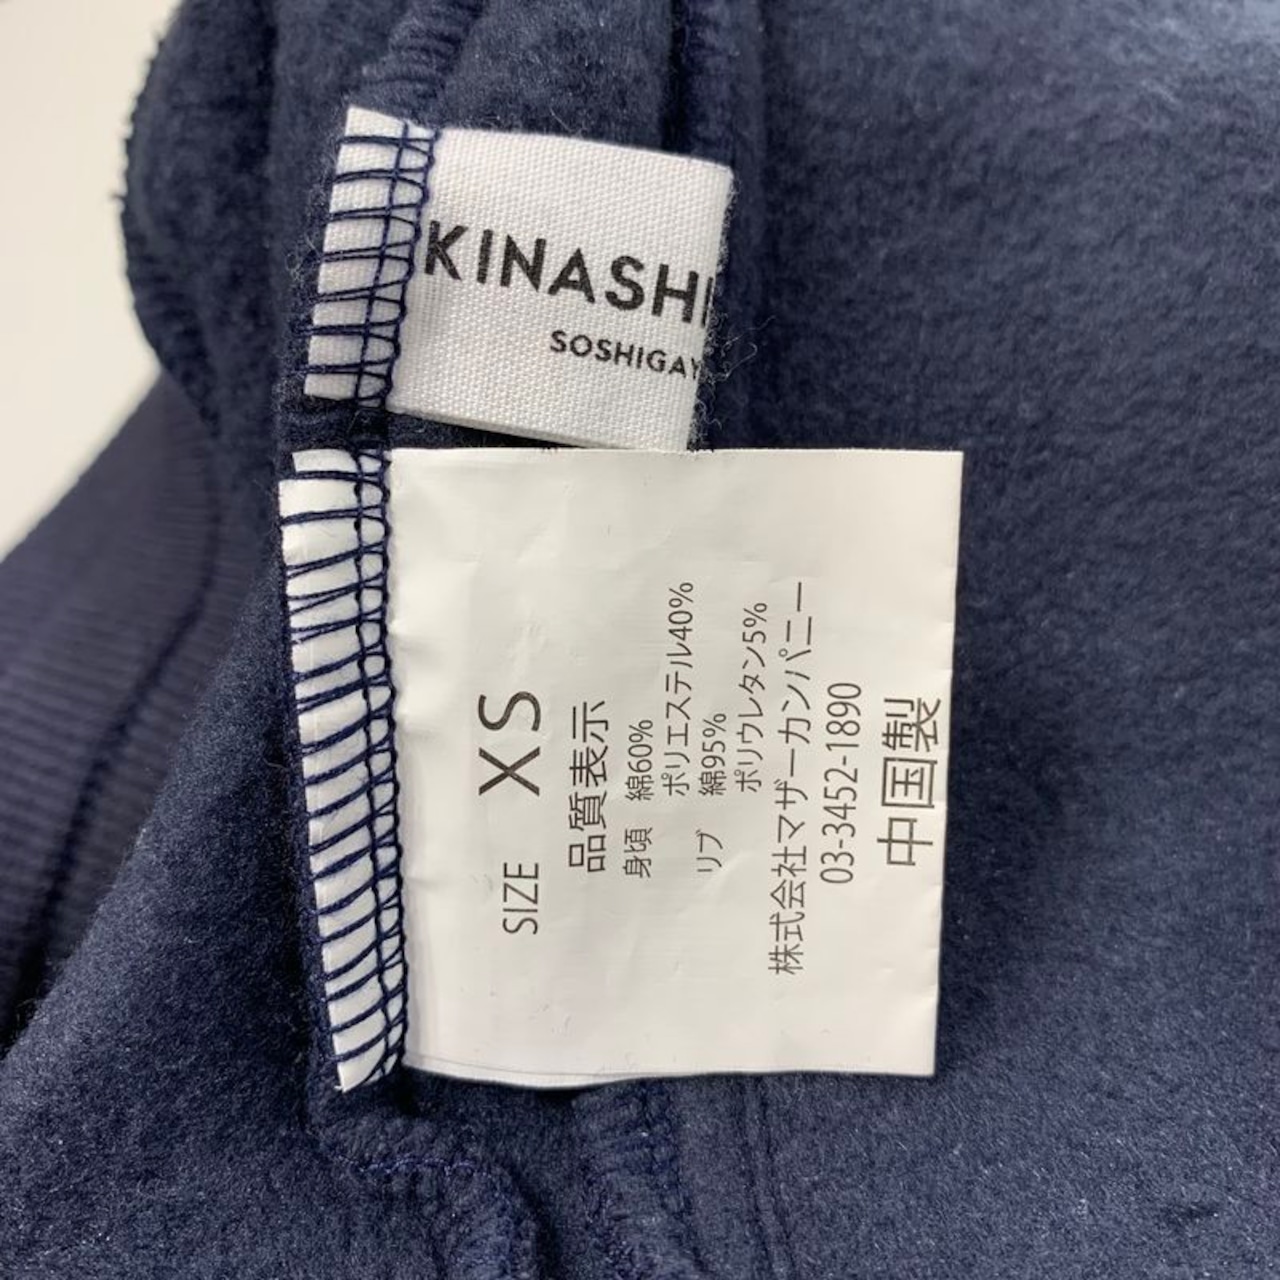 KINASHI
SOSHIGAY
SIZE XS
品質表示
身頃 綿60%
ポリエステル40%
リブ 綿95%
ポリウレタン5%
株式会社マザーカンパニー
03-3452-1890
中国製